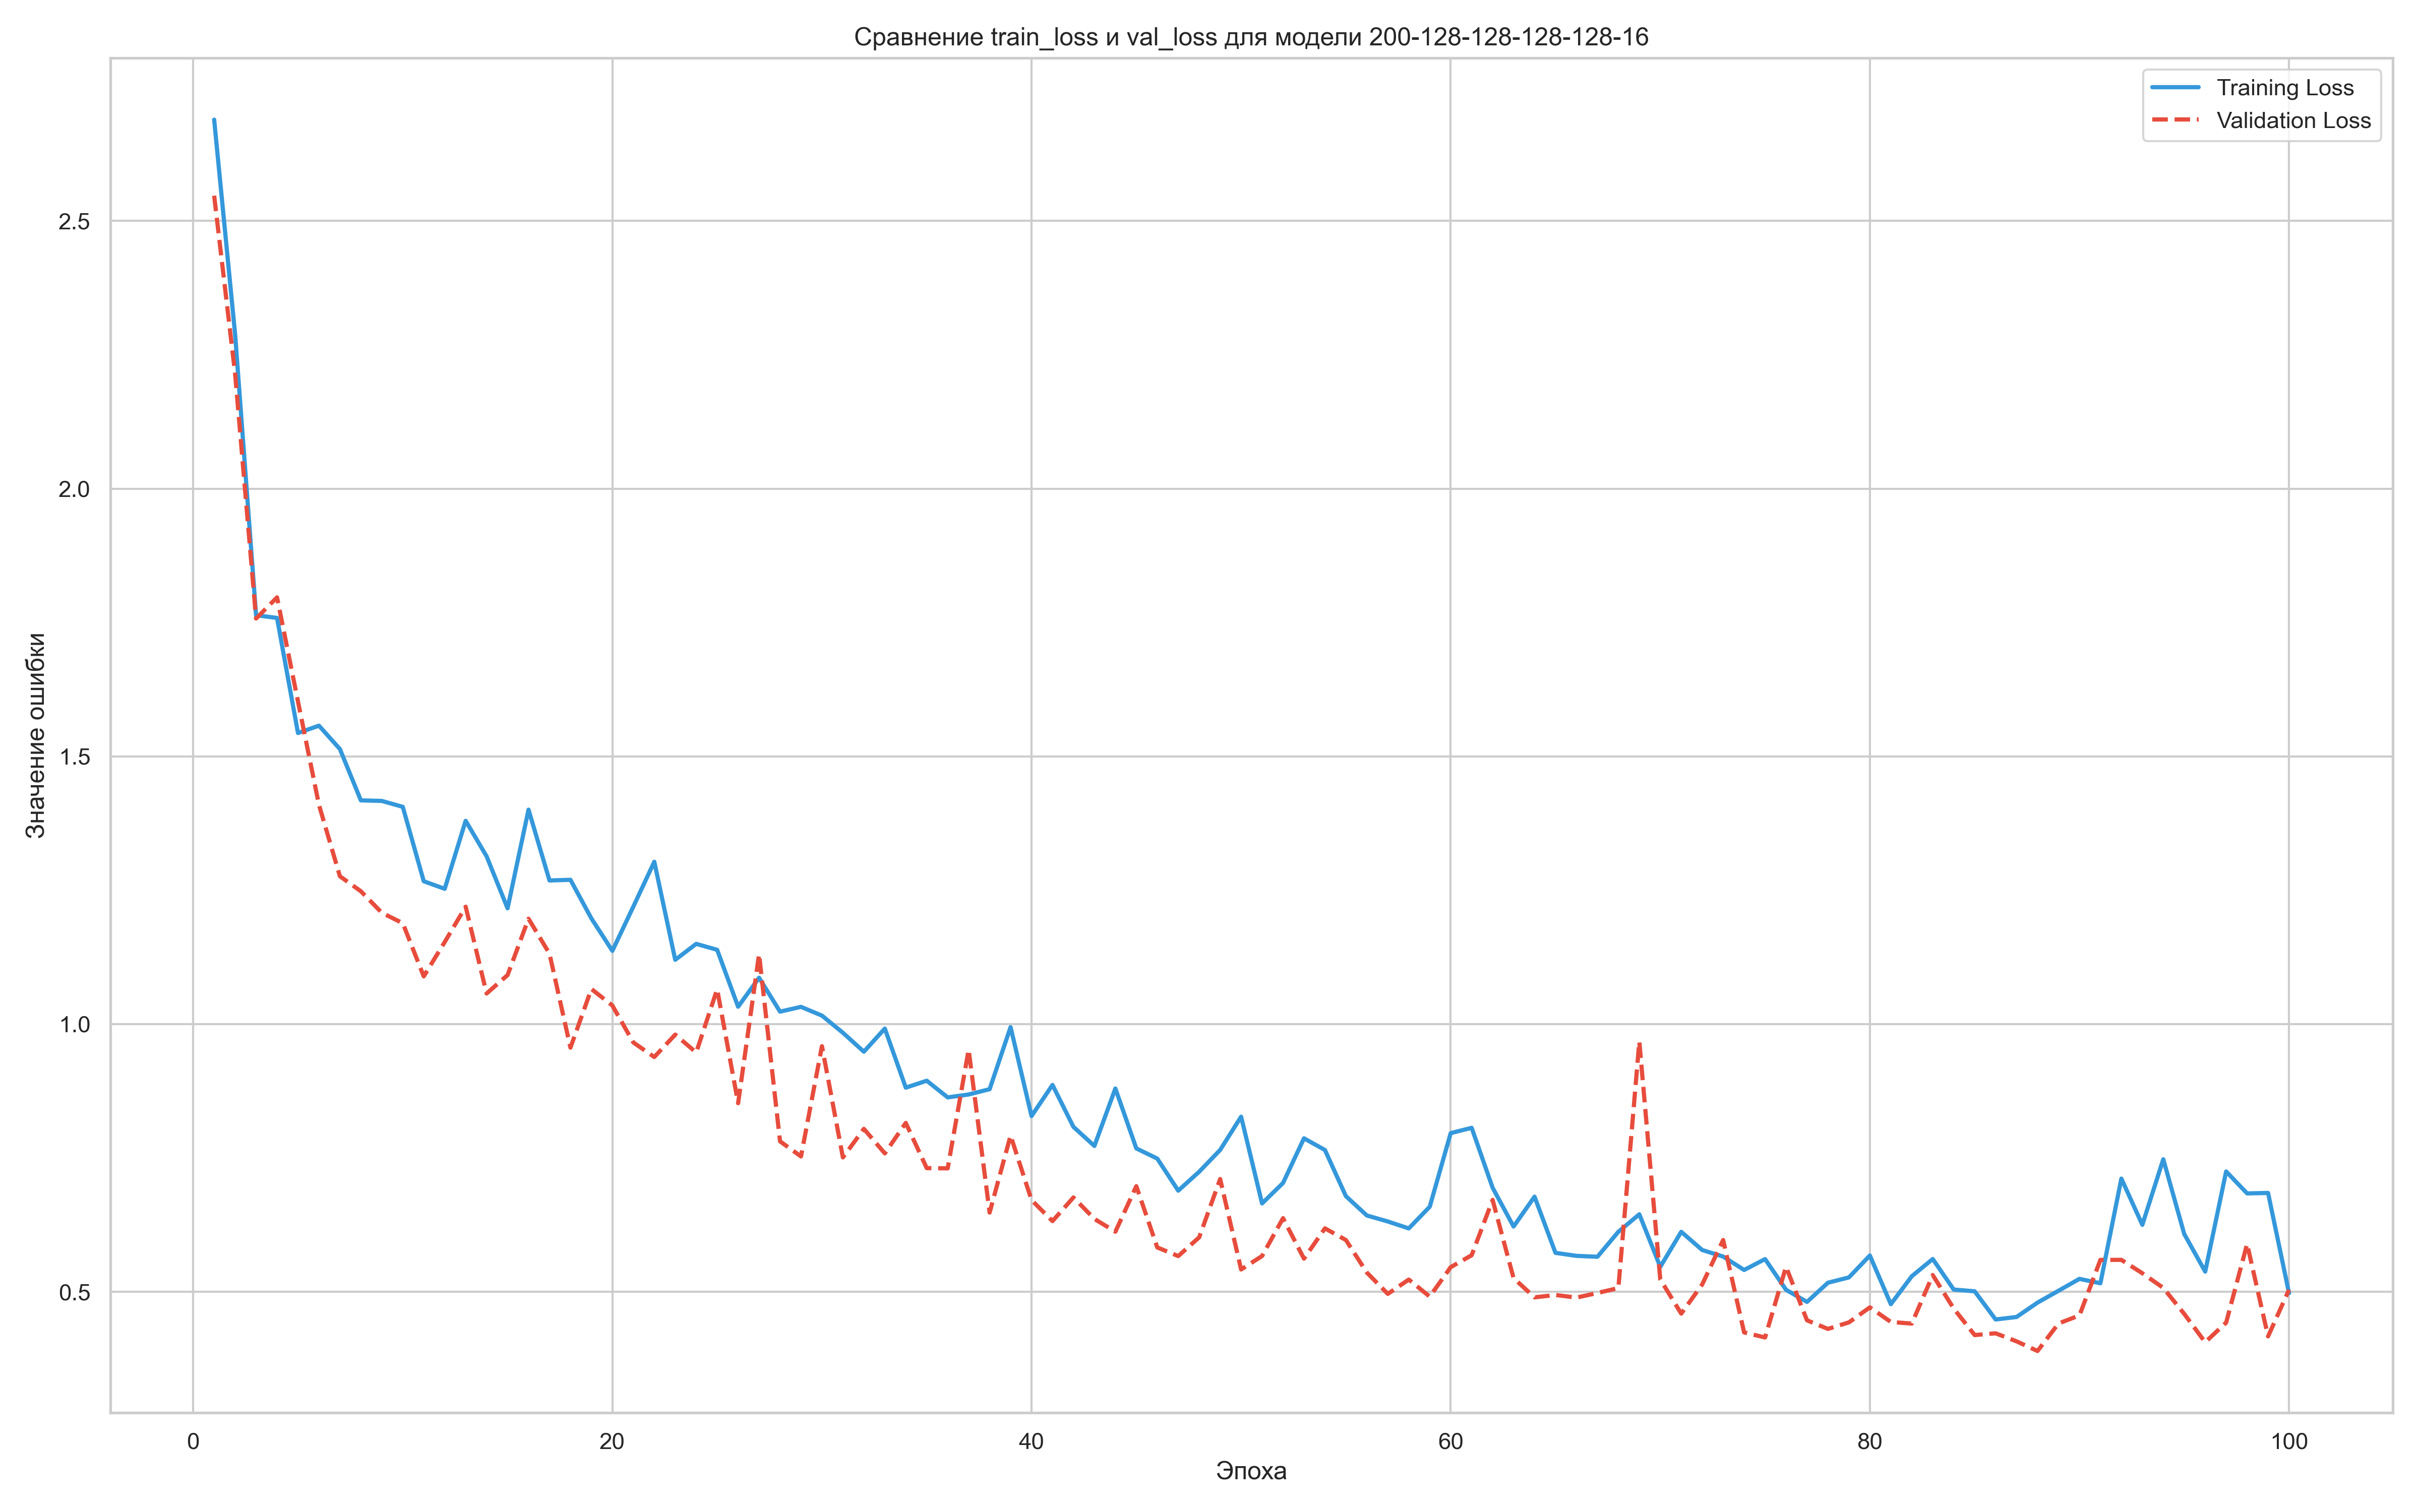 Сравнение train_loss и val_loss для модели 200-128-128-128-128-16
Training Loss
Validation Loss
2.5
2.0
1.5
1.0
0.5
Значение ошибки
0
20
40
60
80
100
Эпоха